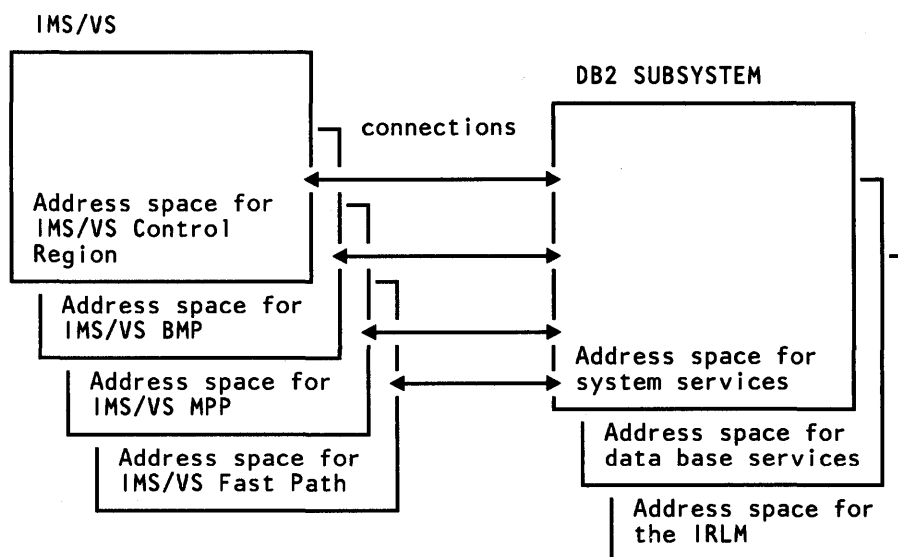 IMS/VS
DB2 SUBSYSTEM
connections
Address space for
IMS/VS Control
Region
Address space for
IMS/VS BMP
Address space for
IMS/VS MPP
Address space for
IMS/VS Fast Path
Address space for
system services
Address space for
data base services
Address space for
the IRLM